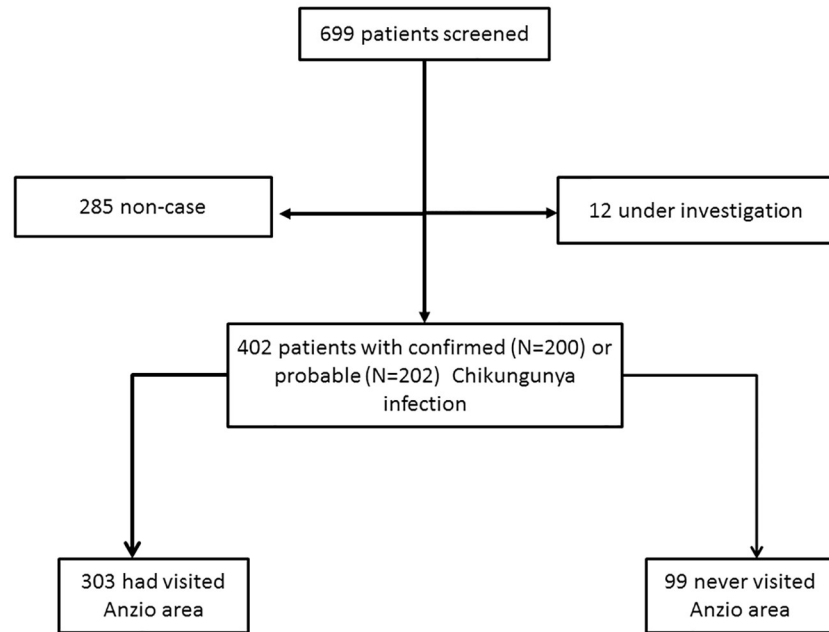 699 patients screened
285 non-case
12 under investigation
402 patients with confirmed (N=200) or
probable (N=202) Chikungunya
infection
303 had visited
Anzio area
99 never visited
Anzio area